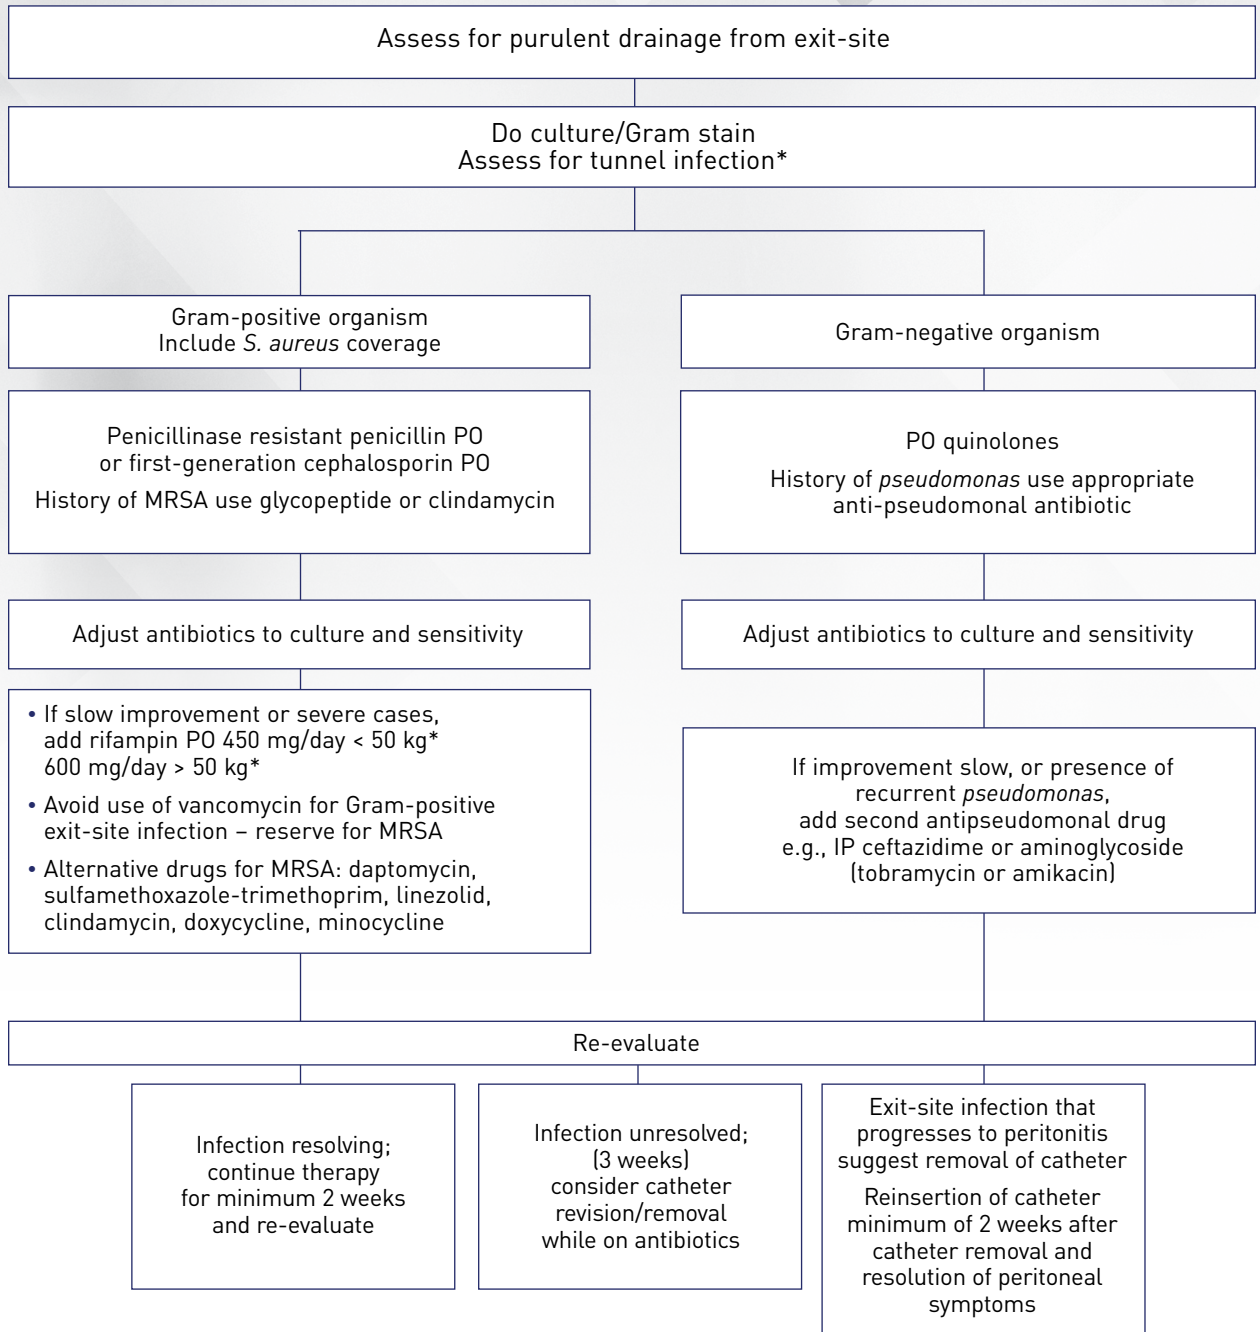 Assess for purulent drainage from exit-site
Do culture/Gram stain
Assess for tunnel infection*
Gram-positive organism
Include S. aureus coverage
Penicillinase resistant penicillin PO
or first-generation cephalosporin PO
History of MRSA use glycopeptide or clindamycin
Adjust antibiotics to culture and sensitivity
• If slow improvement or severe cases,
add rifampin PO 450 mg/day < 50 kg*
600 mg/day > 50 kg*
• Avoid use of vancomycin for Gram-positive
exit-site infection – reserve for MRSA
• Alternative drugs for MRSA: daptomycin,
sulfamethoxazole-trimethoprim, linezolid,
clindamycin, doxycycline, minocycline
Gram-negative organism
PO quinolones
History of pseudomonas use appropriate
anti-pseudomonal antibiotic
Adjust antibiotics to culture and sensitivity
If improvement slow, or presence of
recurrent pseudomonas,
add second antipseudomonal drug
e.g., IP ceftazidime or aminoglycoside
(tobramycin or amikacin)
Re-evaluate
Infection resolving;
continue therapy
for minimum 2 weeks
and re-evaluate
Infection unresolved;
(3 weeks)
consider catheter
revision/removal
while on antibiotics
Exit-site infection that
progresses to peritonitis
suggest removal of catheter
Reinsertion of catheter
minimum of 2 weeks after
catheter removal and
resolution of peritoneal
symptoms